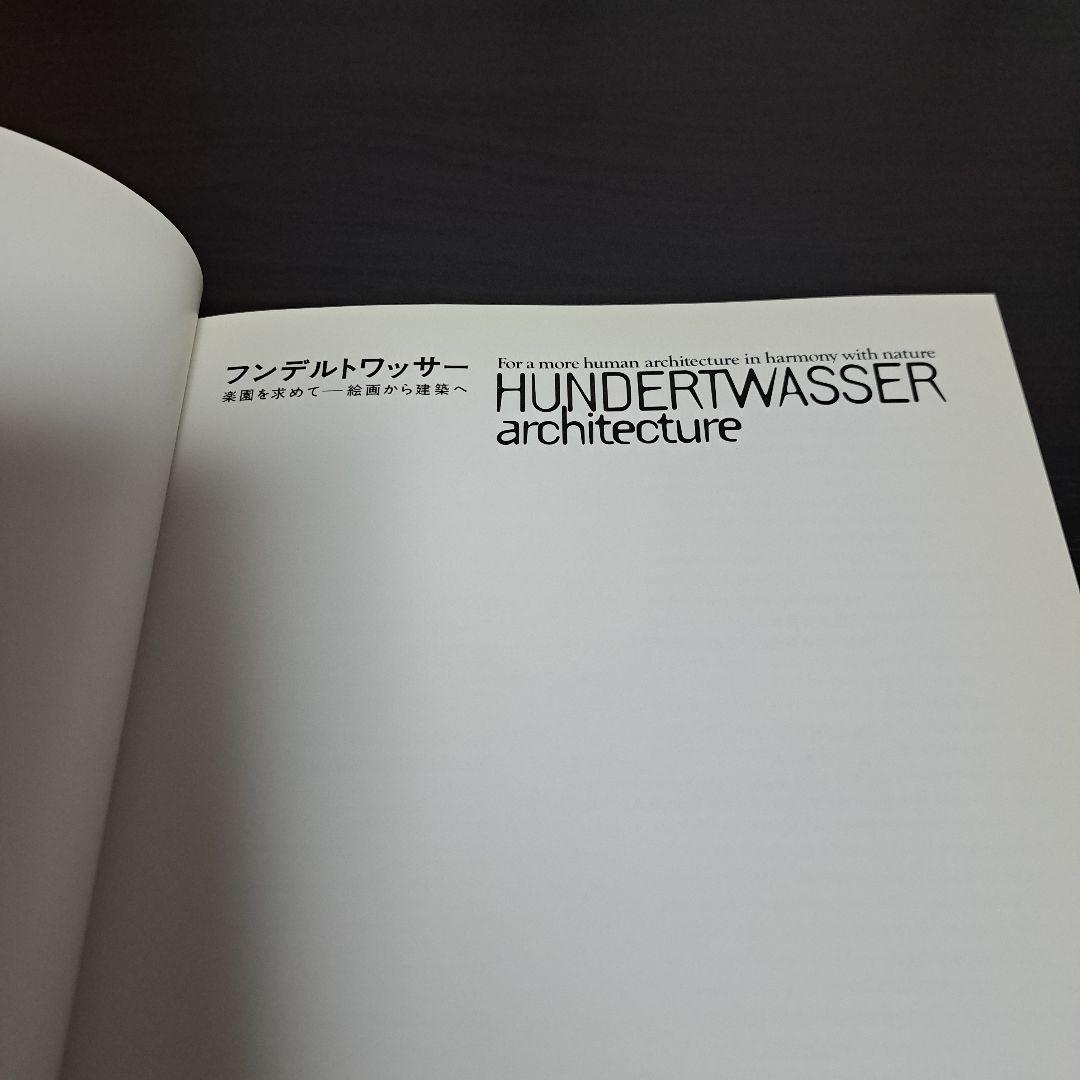 フンデルトワッサー
楽園を求めて——絵画から建築へ
For a more human architecture in harmony with nature
HUNDERTWASSER
architecture